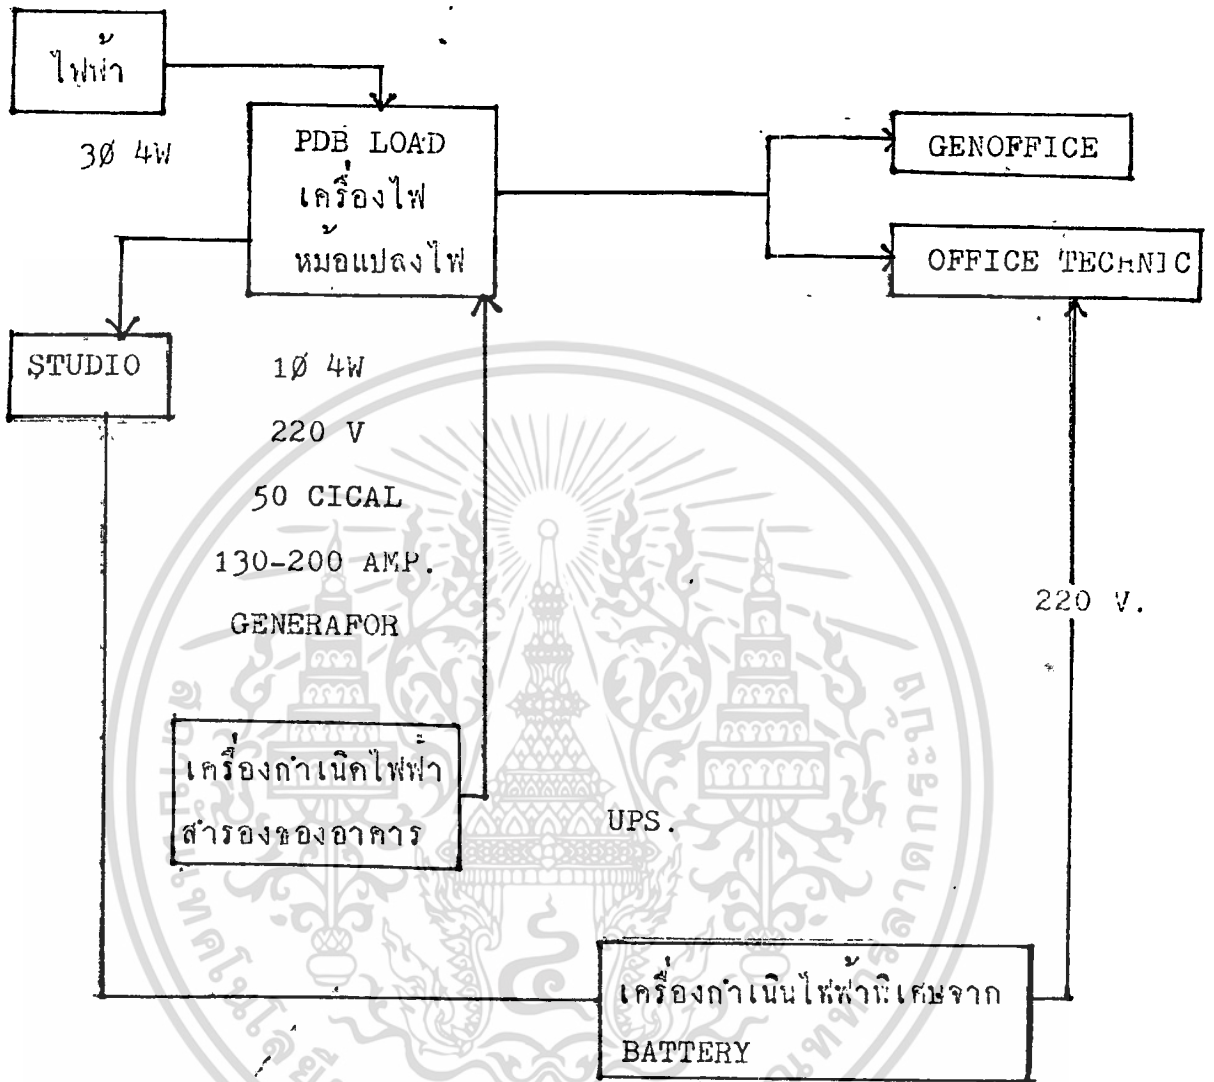 ไฟฟ้า
3Ø 4W
PDB LOAD
เครื่องไฟ
หม้อแปลงไฟ
GENOFFICE
OFFICE TECHNIC
STUDIO
1Ø 4W
220 V
50 CICAL
130-200 AMP.
GENERAFOR
220 V.
เครื่องกำเนิดไฟฟ้า
สำรองของอาคาร
UPS.
เครื่องกำเนินไฟฟ้าพิเศษจาก
BATTERY